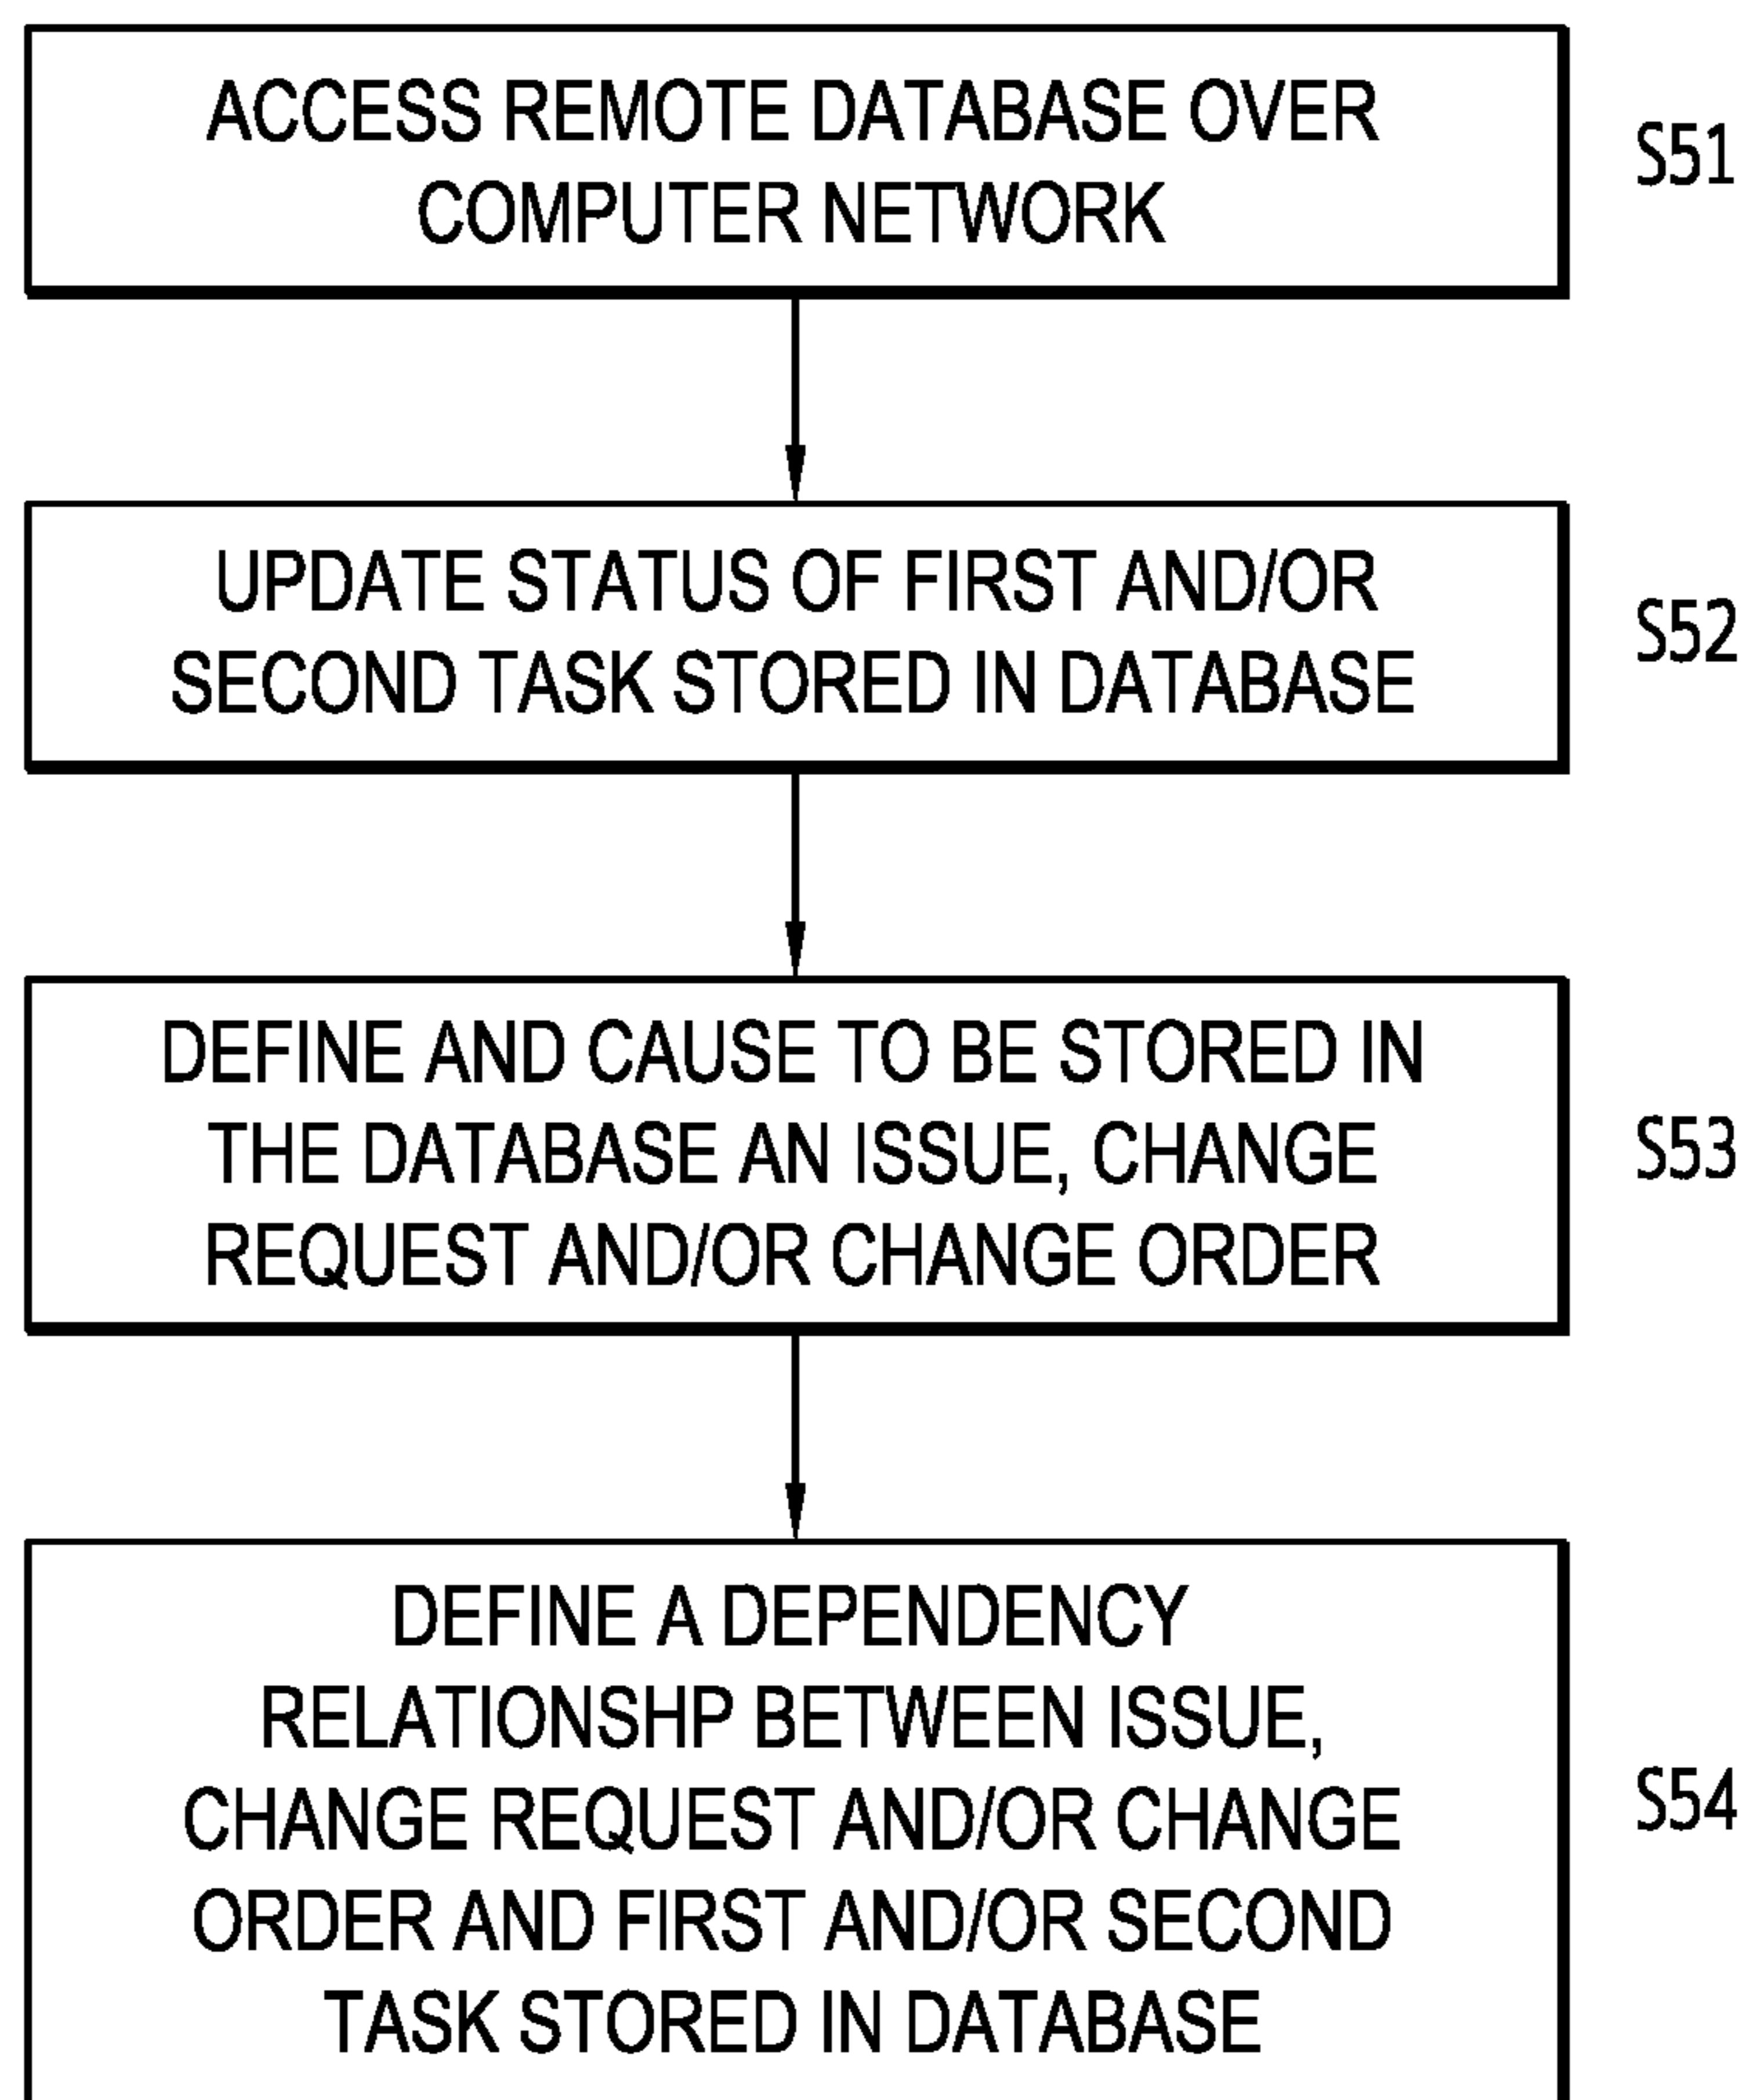 ACCESS REMOTE DATABASE OVER
COMPUTER NETWORK
S51
UPDATE STATUS OF FIRST AND/OR
SECOND TASK STORED IN DATABASE
S52
DEFINE AND CAUSE TO BE STORED IN
THE DATABASE AN ISSUE, CHANGE
REQUEST AND/OR CHANGE ORDER
S53
DEFINE A DEPENDENCY
RELATIONSHP BETWEEN ISSUE,
CHANGE REQUEST AND/OR CHANGE
ORDER AND FIRST AND/OR SECOND
TASK STORED IN DATABASE
S54